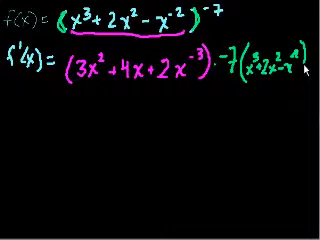 f(x) = (x³ + 2x² - x⁻²)⁻⁷
f'(x) = (3x² + 4x + 2x⁻³) · -7(x³+2x²-x⁻²)